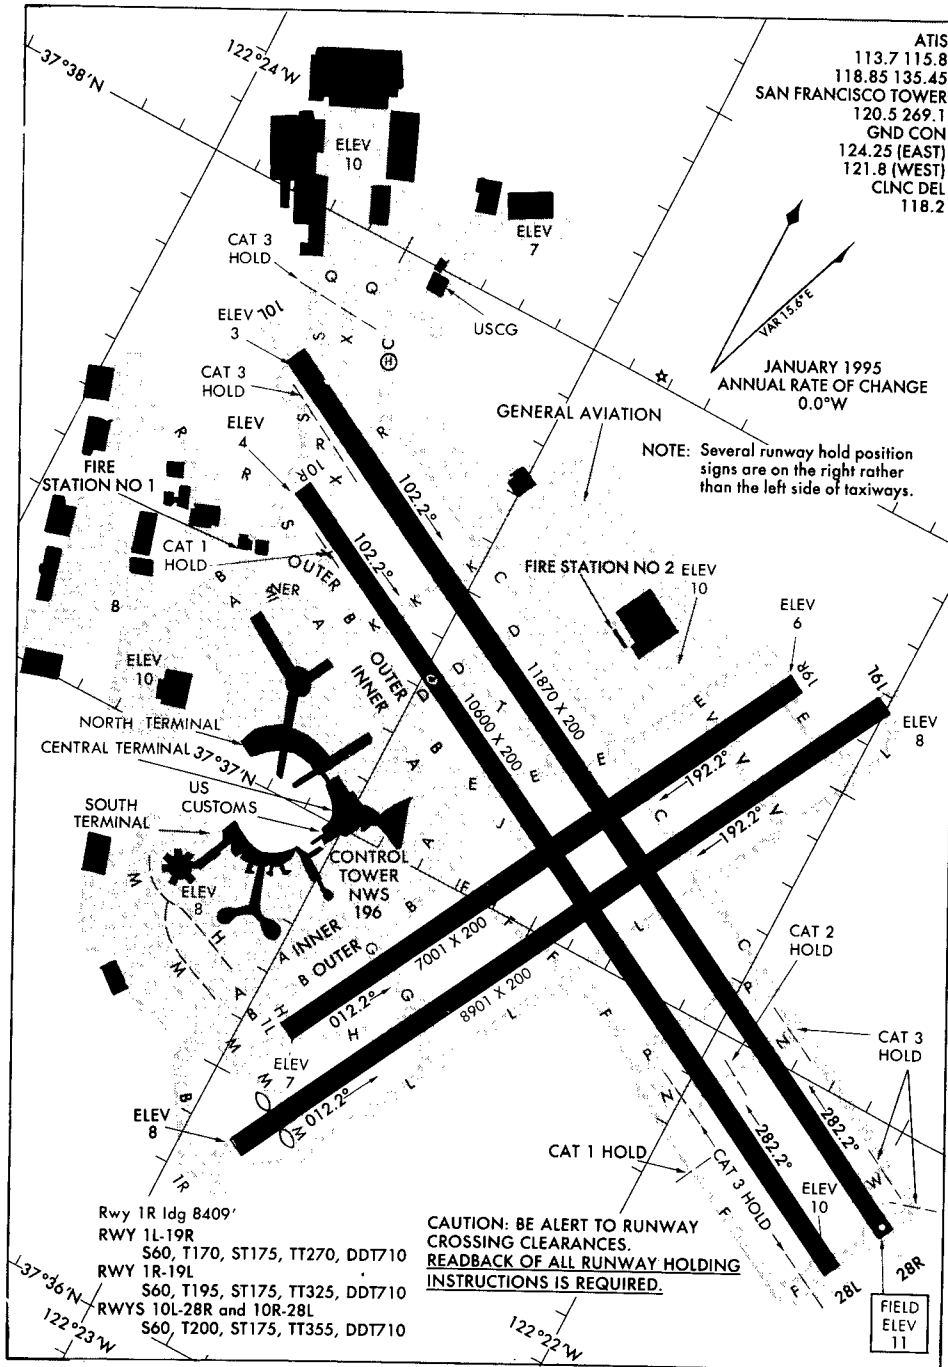 ATIS
113.7 115.8
118.85 135.45
SAN FRANCISCO TOWER
120.5 269.1
GND CON
124.25 (EAST)
121.8 (WEST)
CLNC DEL
118.2
37°38'N
122°24'W
ELEV
10
ELEV
7
CAT 3
HOLD
Q
Q
USCG
VAR 15.6°E
JANUARY 1995
ANNUAL RATE OF CHANGE
0.0°W
NOTE: Several runway hold position
signs are on the right rather
than the left side of taxiways.
10L
ELEV
3
S
X
C
H
CAT 3
HOLD
GENERAL AVIATION
ELEV
4
S
R
R
X
10R
R
R
FIRE
STATION NO 1
102.2°
102.2°
CAT 1
HOLD
S
OUTER
B
A
B
A
B
K
K
K
C
D
FIRE STATION NO 2
ELEV
10
ELEV
6
ELEV
10
OUTER
INNER
D
D
T
11870 X 200
10600 X 200
19R
19L
ELEV
8
NORTH TERMINAL
CENTRAL TERMINAL
37°37'N
US
CUSTOMS
SOUTH
TERMINAL
B
A
E
E
E
E
V
E
V
V
L
J
C
192.2°
192.2°
CONTROL
TOWER
NWS
196
ELEV
8
M
H
M
A
INNER
B OUTER
G
B
A
F
F
L
C
P
7001 X 200
8901 X 200
CAT 2
HOLD
CAT 3
HOLD
A
B
M
M
1L
H
H
G
L
L
012.2°
012.2°
ELEV
7
F
P
N
N
W
282.2°
282.2°
ELEV
8
B
1R
CAT 1 HOLD
CAT 3 HOLD
F
F
ELEV
10
28L
28R
FIELD
ELEV
11
Rwy 1R ldg 8409'
RWY 1L-19R
S60, T170, ST175, TT270, DDT710
RWY 1R-19L
S60, T195, ST175, TT325, DDT710
RWYS 10L-28R and 10R-28L
S60, T200, ST175, TT355, DDT710
CAUTION: BE ALERT TO RUNWAY
CROSSING CLEARANCES.
READBACK OF ALL RUNWAY HOLDING
INSTRUCTIONS IS REQUIRED.
37°36'N
122°23'W
122°22'W